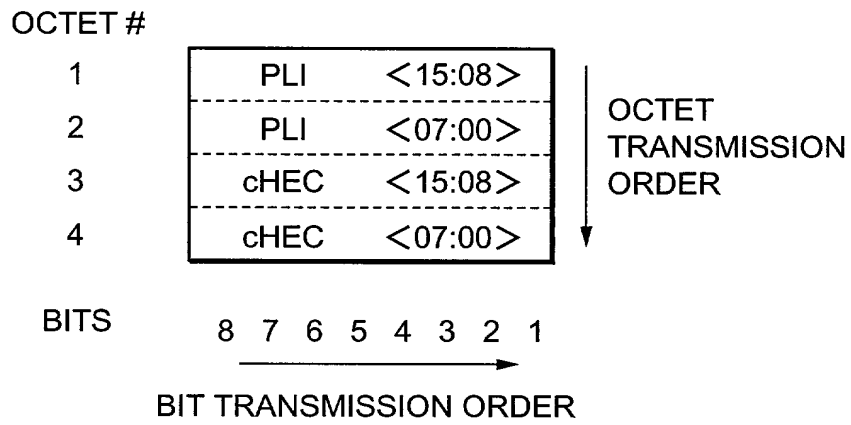 OCTET #
1 PLI <15:08>
2 PLI <07:00>
3 cHEC <15:08>
4 cHEC <07:00>
OCTET
TRANSMISSION
ORDER
BITS 8 7 6 5 4 3 2 1
BIT TRANSMISSION ORDER